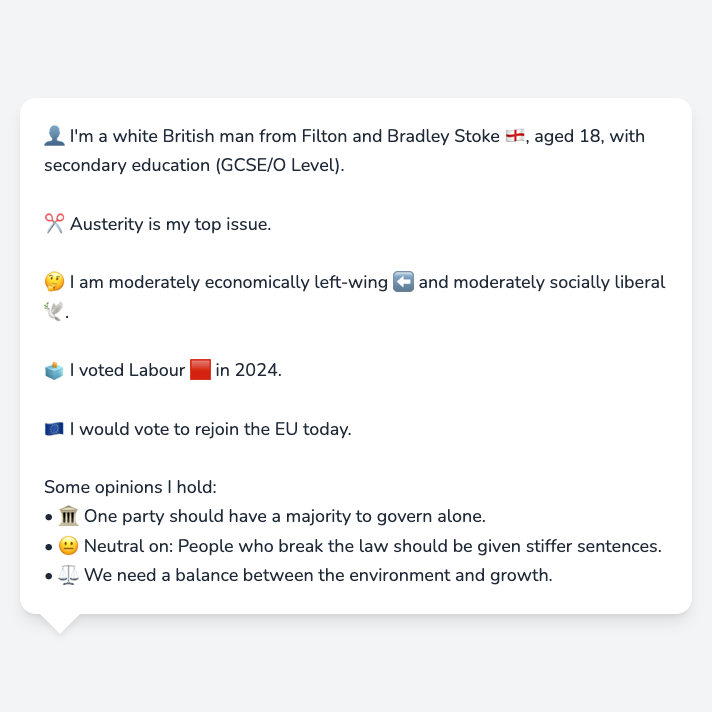 👤 I'm a white British man from Filton and Bradley Stoke 🏴󠁧󠁢󠁥󠁮󠁧󠁿, aged 18, with
secondary education (GCSE/O Level).
✂️ Austerity is my top issue.
🤔 I am moderately economically left-wing ⬅️ and moderately socially liberal
🕊️.
🗳️ I voted Labour 🟥 in 2024.
🇪🇺 I would vote to rejoin the EU today.
Some opinions I hold:
• 🏛️ One party should have a majority to govern alone.
• 😐 Neutral on: People who break the law should be given stiffer sentences.
• ⚖️ We need a balance between the environment and growth.